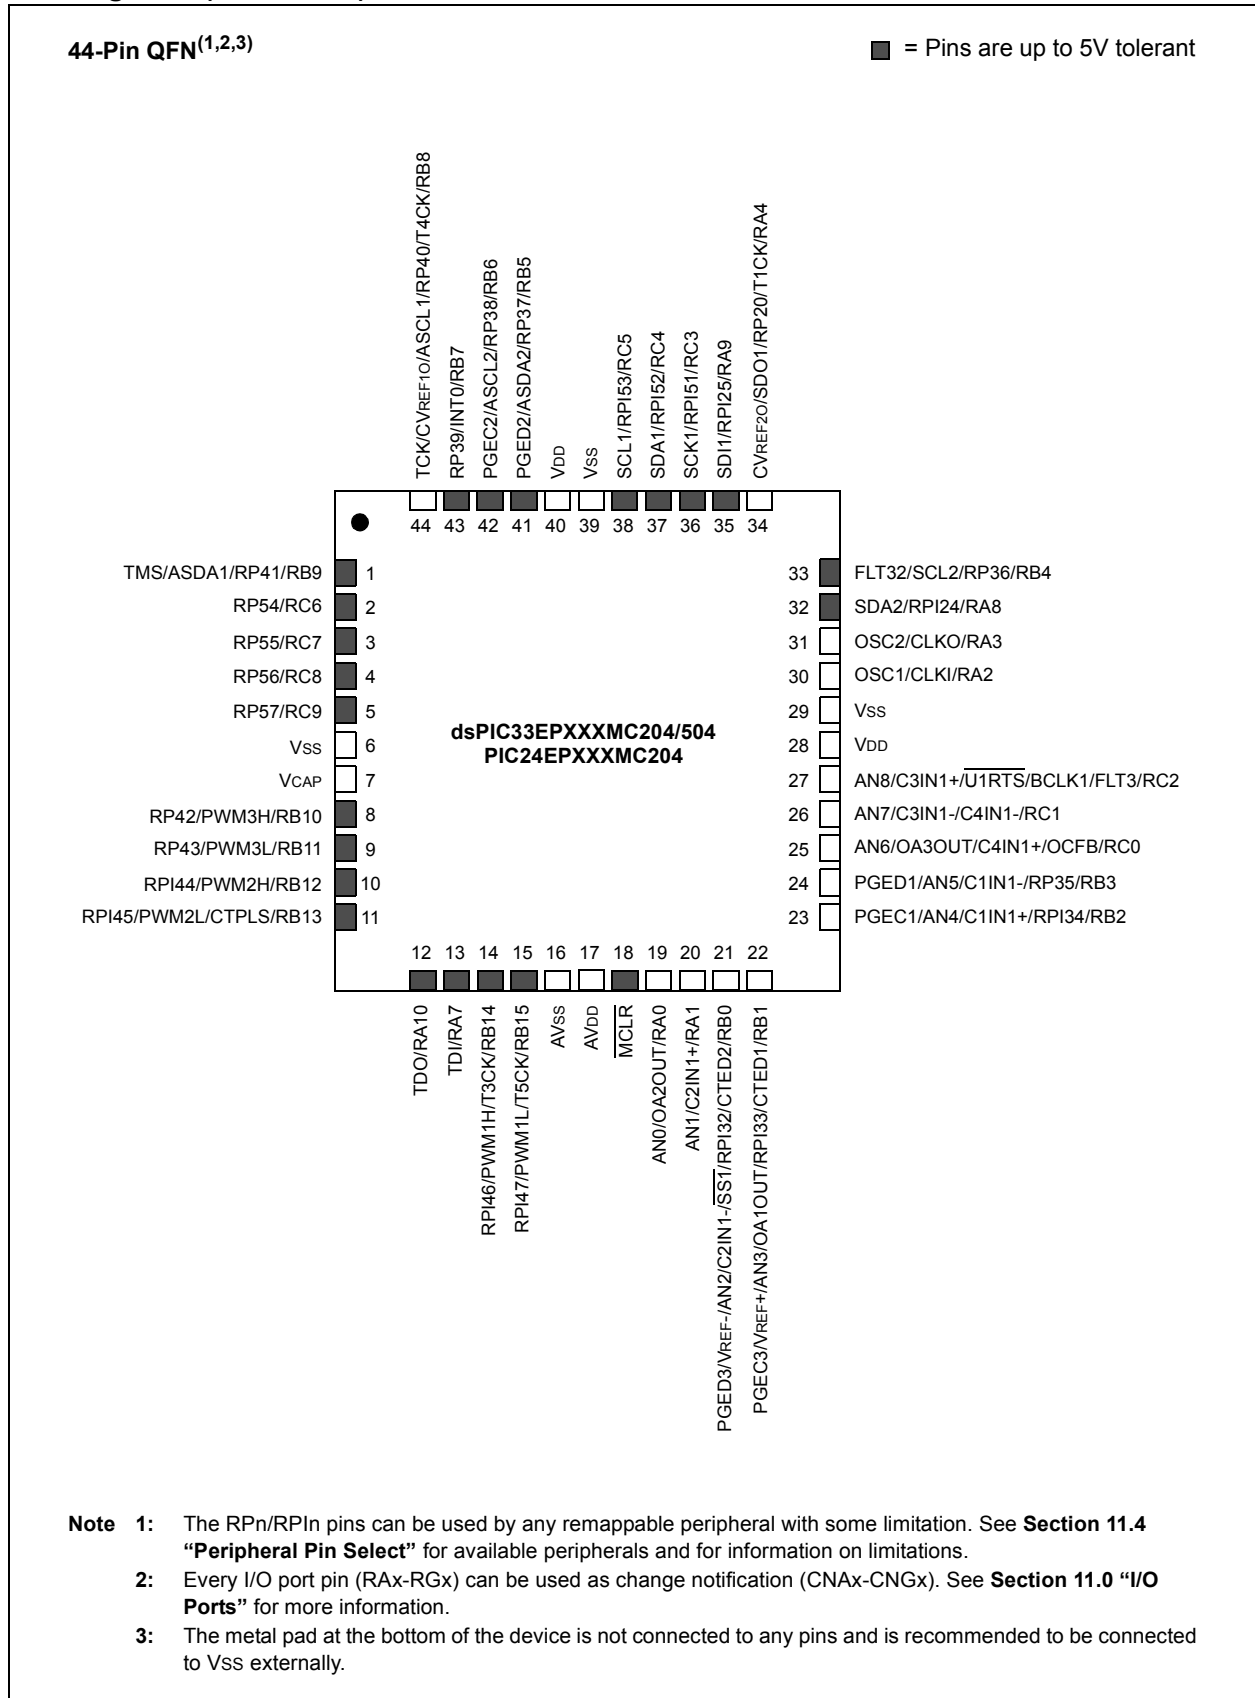 44-Pin QFN(1,2,3)
= Pins are up to 5V tolerant
TCK/CVREF1O/ASCL1/RP40/T4CK/RB8
RP39/INT0/RB7
PGEC2/ASCL2/RP38/RB6
PGED2/ASDA2/RP37/RB5
VDD
VSS
SCL1/RPI53/RC5
SDA1/RPI52/RC4
SCK1/RPI51/RC3
SDI1/RPI25/RA9
CVREF2O/SDO1/RP20/T1CK/RA4
44 43 42 41 40 39 38 37 36 35 34
TMS/ASDA1/RP41/RB9 1
RP54/RC6 2
RP55/RC7 3
RP56/RC8 4
RP57/RC9 5
VSS 6
VCAP 7
RP42/PWM3H/RB10 8
RP43/PWM3L/RB11 9
RPI44/PWM2H/RB12 10
RPI45/PWM2L/CTPLS/RB13 11
dsPIC33EPXXXMC204/504
PIC24EPXXXMC204
33 FLT32/SCL2/RP36/RB4
32 SDA2/RPI24/RA8
31 OSC2/CLKO/RA3
30 OSC1/CLKI/RA2
29 VSS
28 VDD
27 AN8/C3IN1+/U1RTS/BCLK1/FLT3/RC2
26 AN7/C3IN1-/C4IN1-/RC1
25 AN6/OA3OUT/C4IN1+/OCFB/RC0
24 PGED1/AN5/C1IN1-/RP35/RB3
23 PGEC1/AN4/C1IN1+/RPI34/RB2
12 13 14 15 16 17 18 19 20 21 22
TDO/RA10
TDI/RA7
RPI46/PWM1H/T3CK/RB14
RPI47/PWM1L/T5CK/RB15
AVSS
AVDD
MCLR
AN0/OA2OUT/RA0
AN1/C2IN1+/RA1
PGED3/VREF-/AN2/C2IN1-/SS1/RPI32/CTED2/RB0
PGEC3/VREF+/AN3/OA1OUT/RPI33/CTED1/RB1
Note 1: The RPn/RPIn pins can be used by any remappable peripheral with some limitation. See Section 11.4
“Peripheral Pin Select” for available peripherals and for information on limitations.
2: Every I/O port pin (RAx-RGx) can be used as change notification (CNAx-CNGx). See Section 11.0 “I/O
Ports” for more information.
3: The metal pad at the bottom of the device is not connected to any pins and is recommended to be connected
to VSS externally.